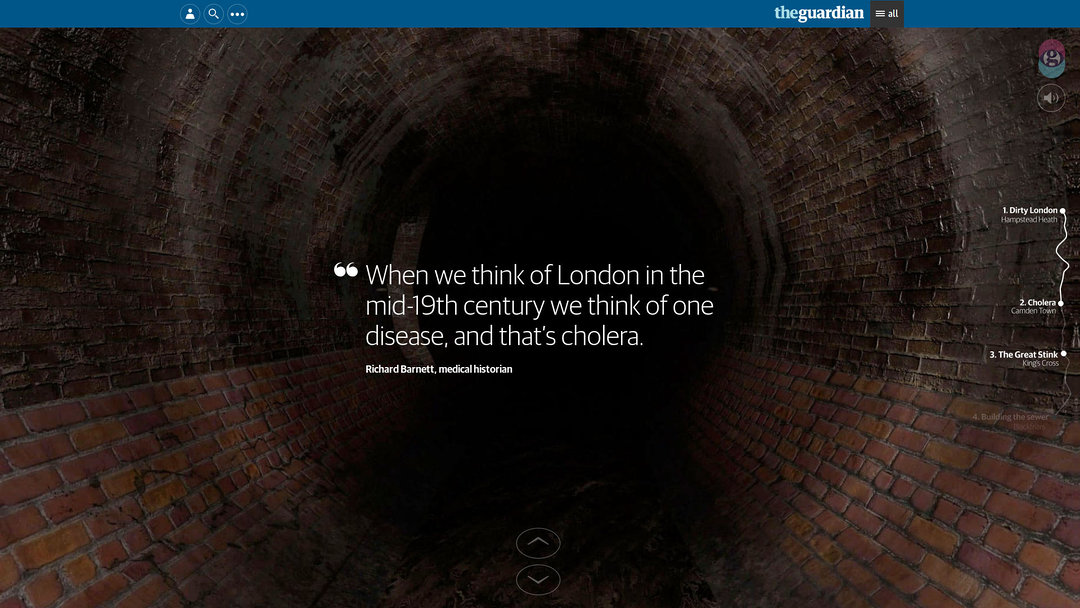 theguardian
all
g
1. Dirty London
Hampstead Heath
“When we think of London in the
mid-19th century we think of one
disease, and that's cholera.
Richard Barnett, medical historian
2. Cholera
Camden Town
3. The Great Stink
King's Cross
4. Building the sewer